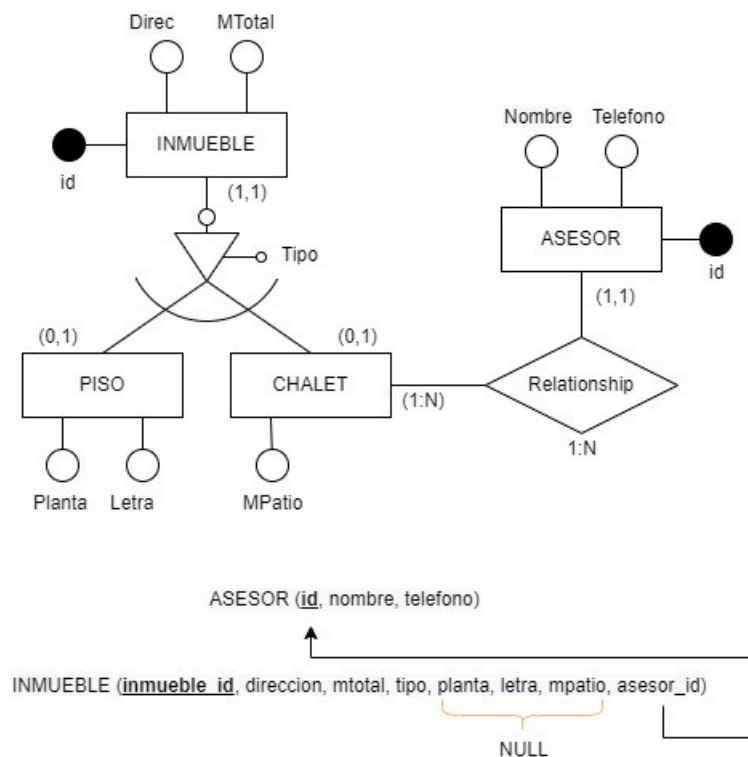 Direc MTotal
Nombre Telefono
INMUEBLE
id
(1,1)
ASESOR
id
Tipo
(1,1)
(0,1) (0,1)
PISO CHALET Relationship
(1:N)
1:N
Planta Letra MPatio
ASESOR (id, nombre, telefono)
INMUEBLE (inmueble_id, direccion, mtotal, tipo, planta, letra, mpatio, asesor_id)
NULL